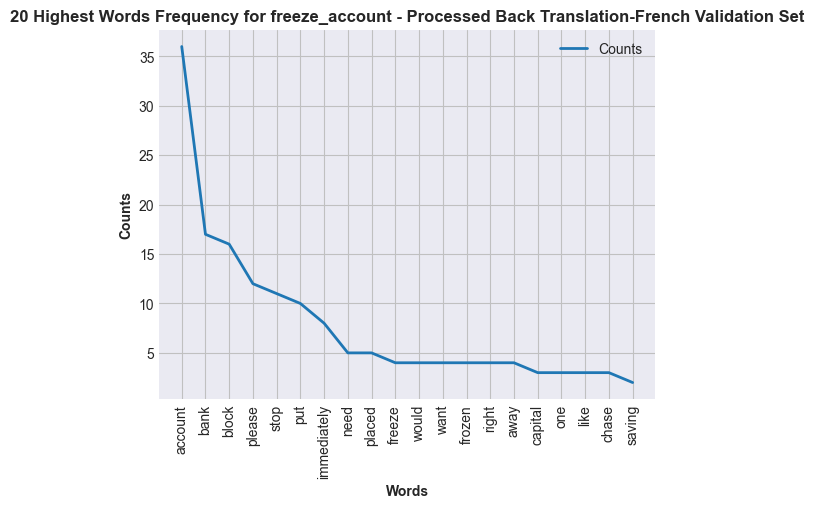 20 Highest Words Frequency for freeze_account - Processed Back Translation-French Validation Set
Counts
35
30
25
20
15
10
5
Counts
account
bank
block
please
stop
put
immediately
need
placed
freeze
would
want
frozen
right
away
capital
one
like
chase
saving
Words